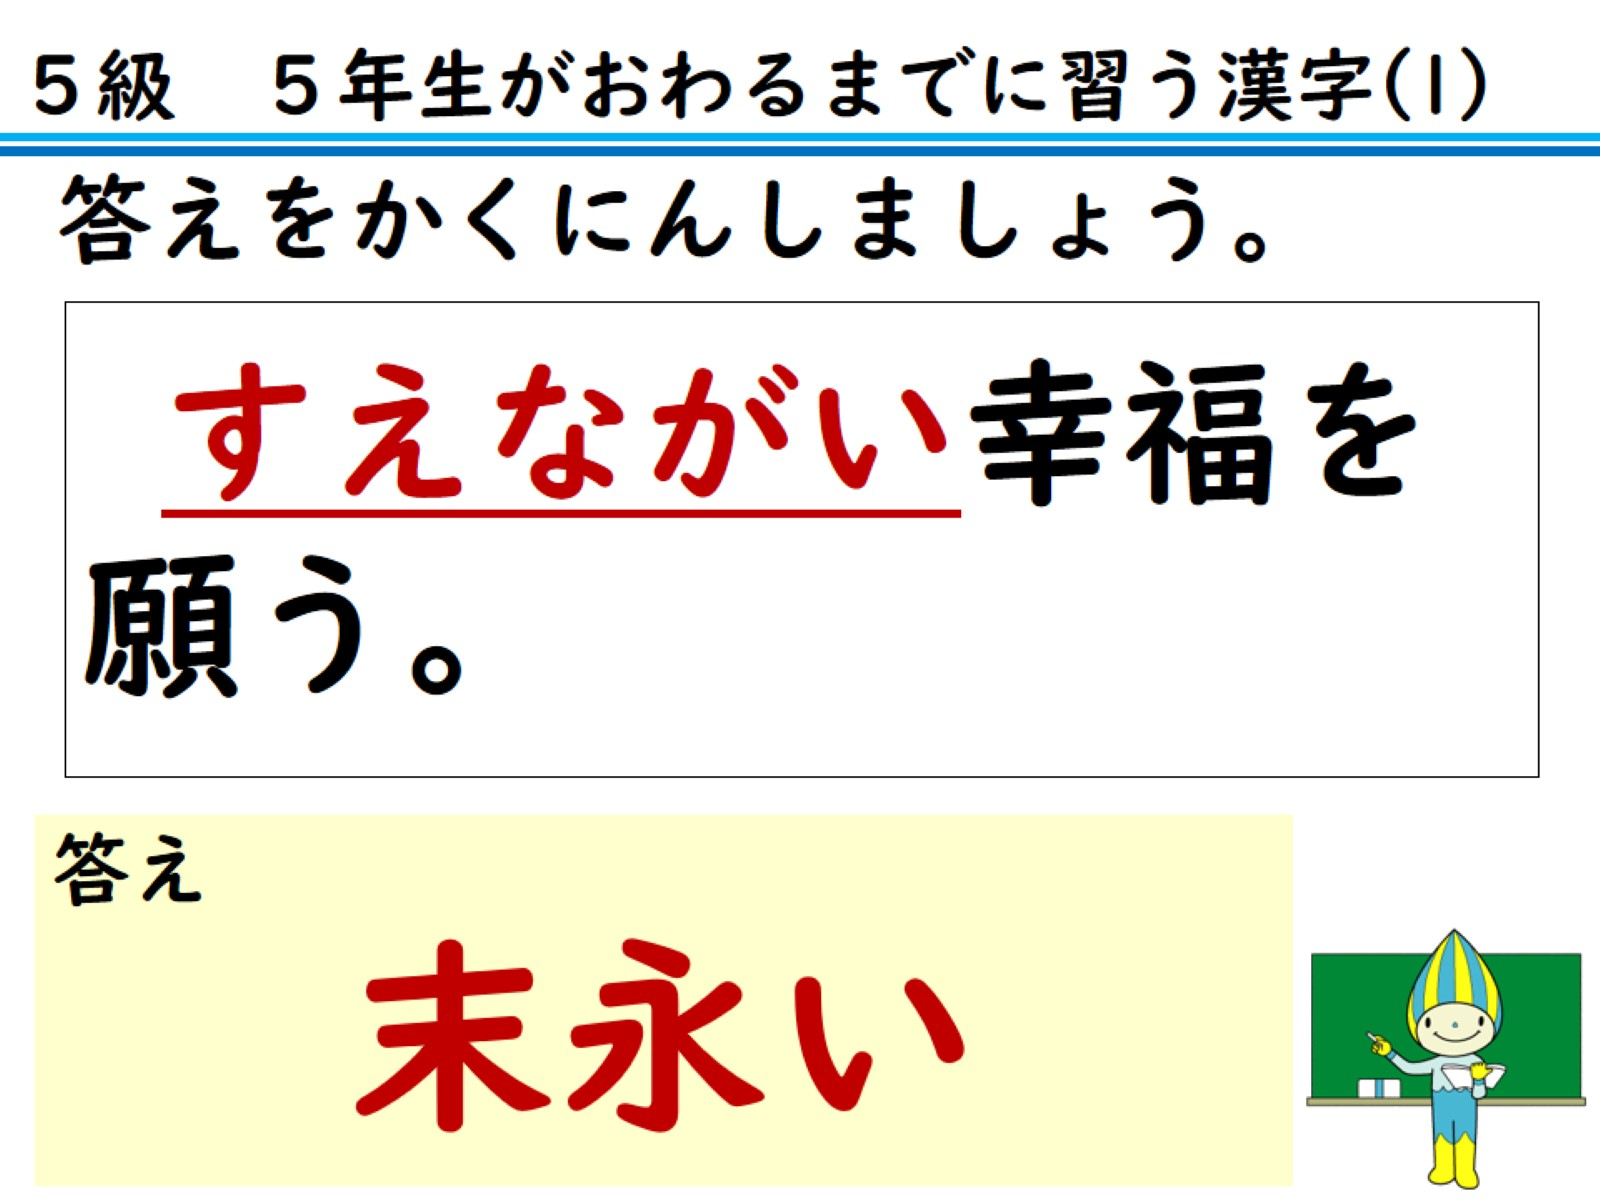 ５級　５年生がおわるまでに習う漢字(1)
答えをかくにんしましょう。
すえながい幸福を
願う。
答え
末永い